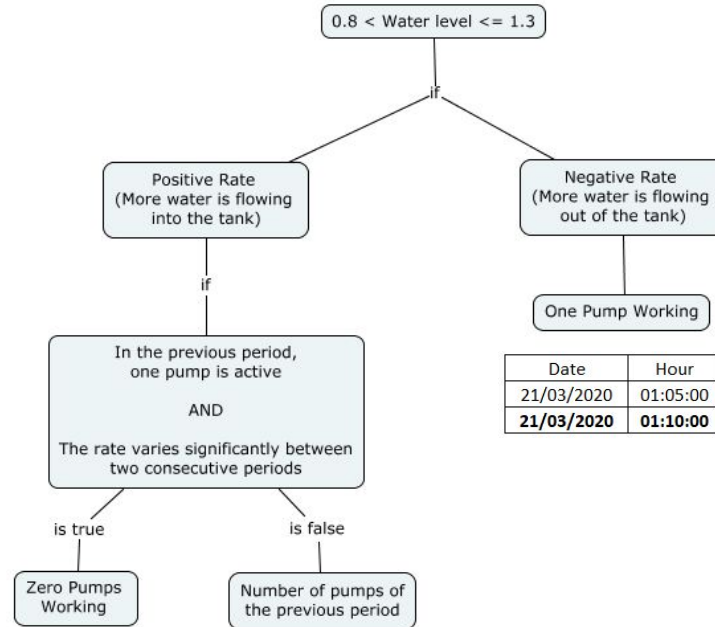 0.8 < Water level <= 1.3
if
Positive Rate
(More water is flowing
into the tank)
Negative Rate
(More water is flowing
out of the tank)
if
One Pump Working
In the previous period,
one pump is active
AND
The rate varies significantly between
two consecutive periods
Date Hour
21/03/2020 01:05:00
21/03/2020 01:10:00
is true
is false
Zero Pumps
Working
Number of pumps of
the previous period